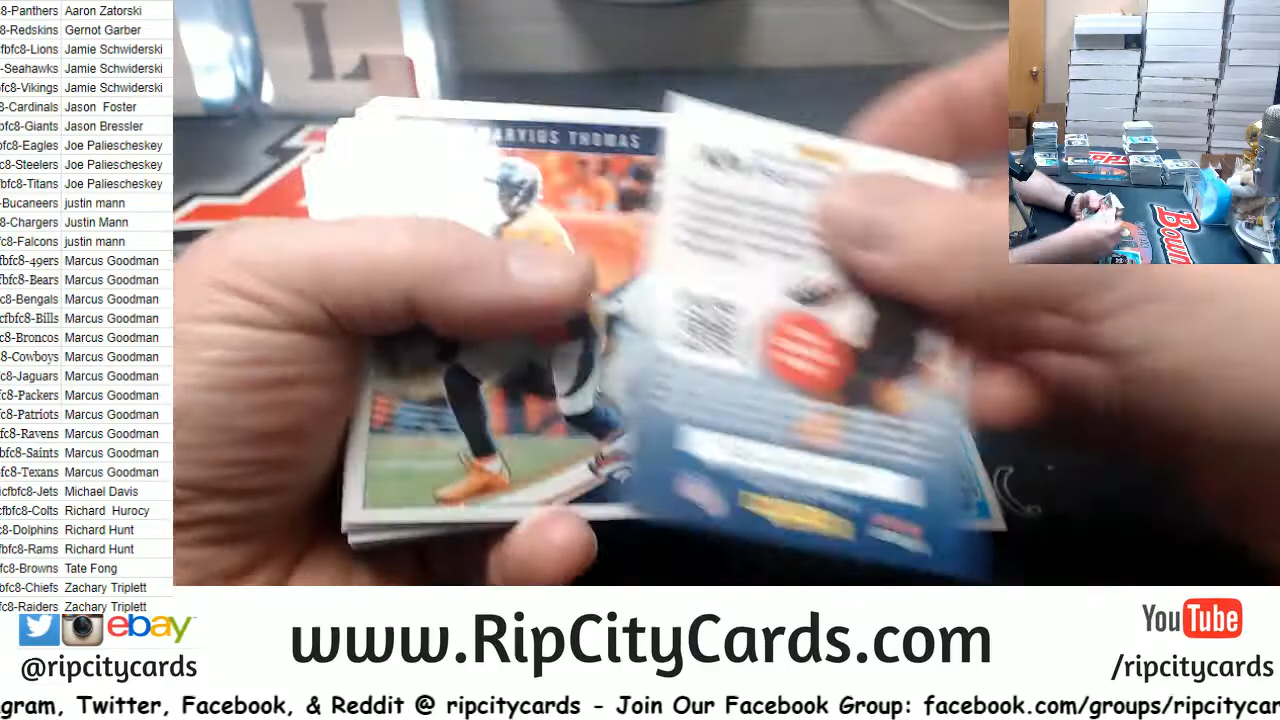 8-Panthers Aaron Zatorski
8-Redskins Gernot Garber
fbfc8-Lions Jamie Schwiderski
-Seahawks Jamie Schwiderski
8-Vikings Jamie Schwiderski
8-Cardinals Jason Foster
bfc8-Giants Jason Bressler
fc8-Eagles Joe Paliescheskey
c8-Steelers Joe Paliescheskey
bfc8-Titans Joe Paliescheskey
-Bucaneers justin mann
-Chargers Justin Mann
fc8-Falcons justin mann
fbfc8-49ers Marcus Goodman
bfc8-Bears Marcus Goodman
c8-Bengals Marcus Goodman
cfbfc8-Bills Marcus Goodman
8-Broncos Marcus Goodman
-Cowboys Marcus Goodman
c8-Jaguars Marcus Goodman
c8-Packers Marcus Goodman
c8-Patriots Marcus Goodman
c8-Ravens Marcus Goodman
bfc8-Saints Marcus Goodman
fc8-Texans Marcus Goodman
icfbfc8-Jets Michael Davis
cfbfc8-Colts Richard Hurocy
8-Dolphins Richard Hunt
fbfc8-Rams Richard Hunt
fc8-Browns Tate Fong
bfc8-Chiefs Zachary Triplett
fc8-Raiders Zachary Triplett
L
ARYIUS THOMAS
ebay
@ripcitycards
www.RipCityCards.com
YouTube
/ripcitycards
gram, Twitter, Facebook, & Reddit @ ripcitycards - Join Our Facebook Group: facebook.com/groups/ripcitycar